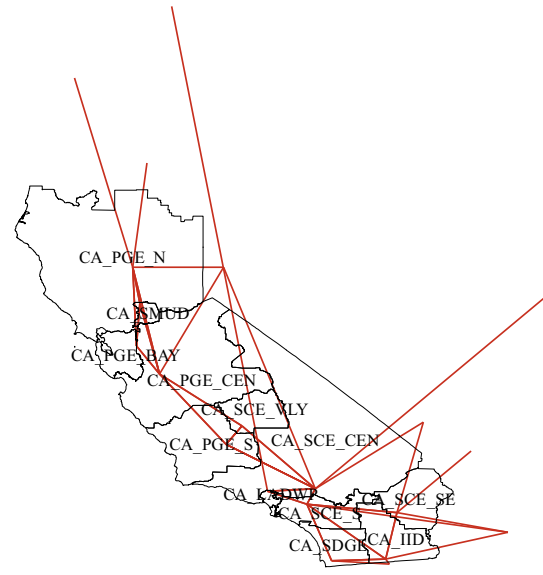 CA_PGE_N
CA_SMUD
CA_PGE_BAY
CA_PGE_CEN
CA_SCE_VLY
CA_PGE_S
CA_SCE_CEN
CA_LADWP
CA_SCE_SE
CA_SCE_S
CA_SDGE
CA_IID